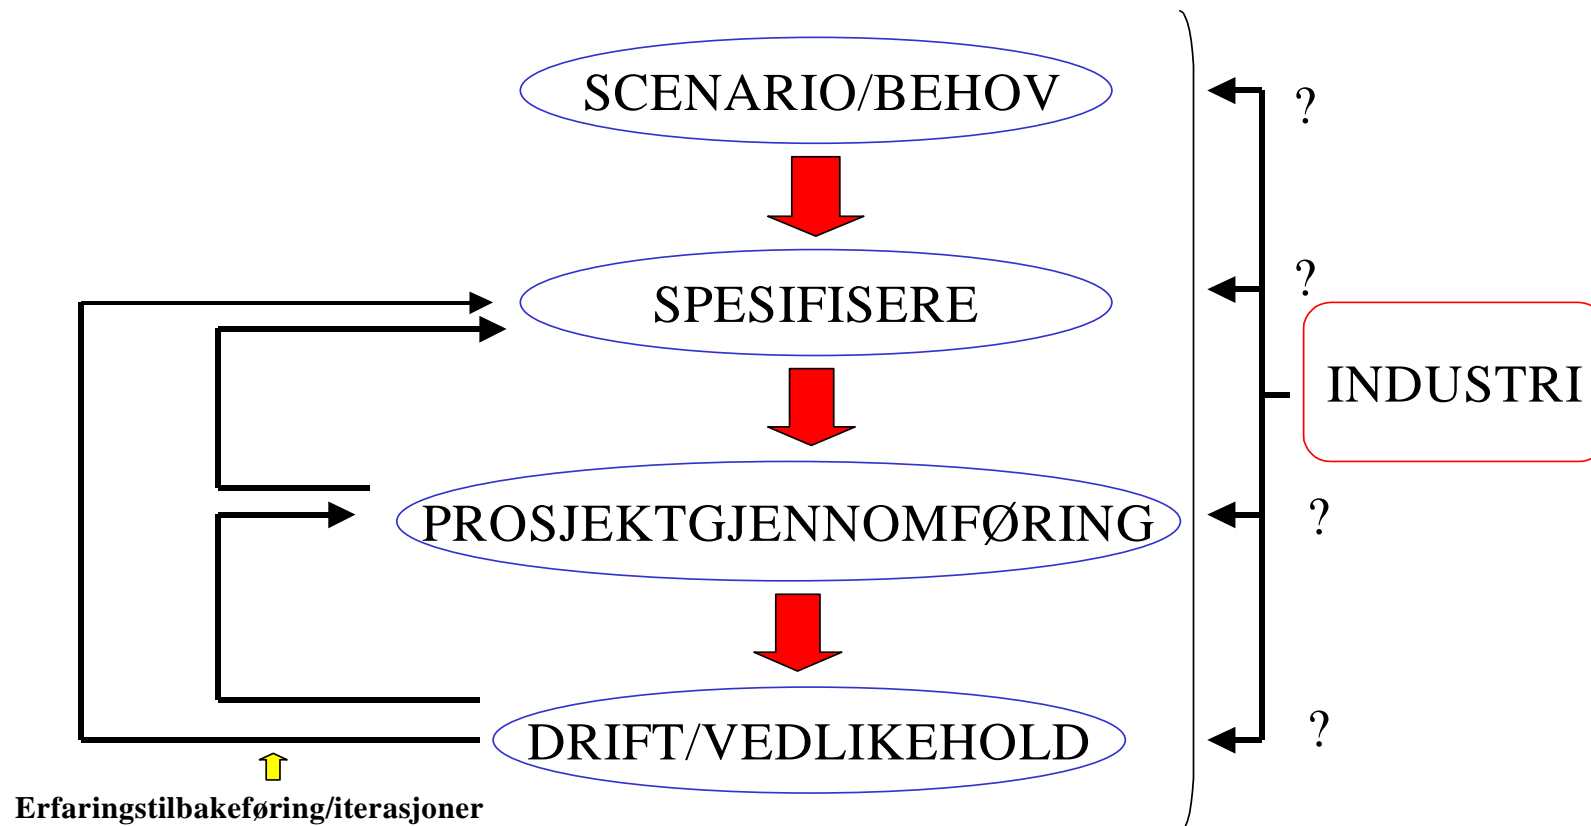 SCENARIO/BEHOV
?
SPESIFISERE
?
INDUSTRI
PROSJEKTGJENNOMFØRING
?
DRIFT/VEDLIKEHOLD
?
Erfaringstilbakeføring/iterasjoner